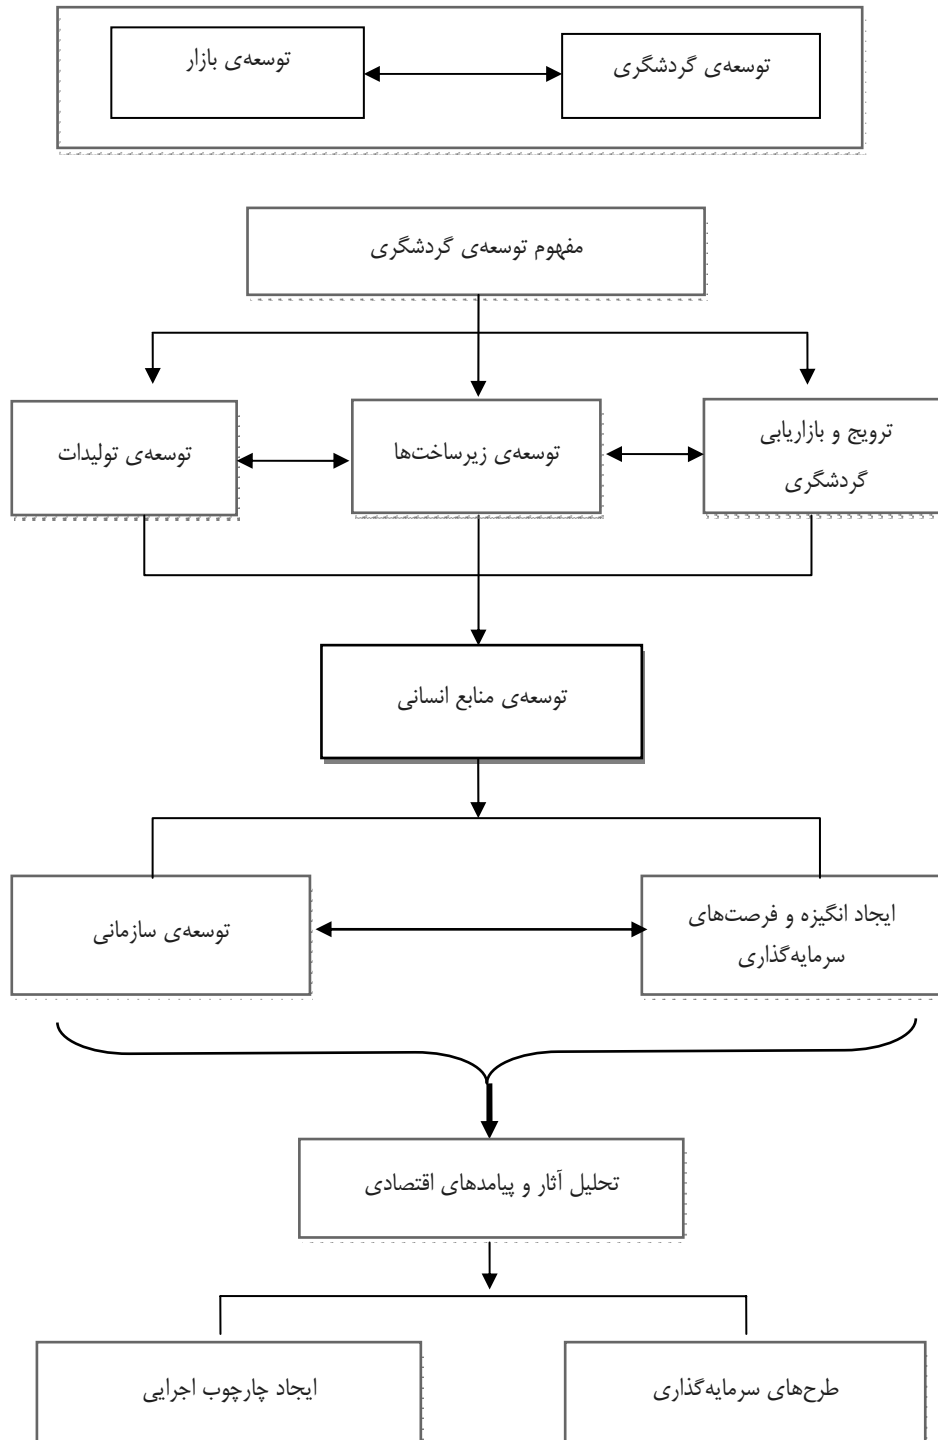 توسعه‌ی گردشگری
توسعه‌ی بازار
مفهوم توسعه‌ی گردشگری
ترویج و بازاریابی
گردشگری
توسعه‌ی زیرساخت‌ها
توسعه‌ی تولیدات
توسعه‌ی منابع انسانی
ایجاد انگیزه و فرصت‌های
سرمایه‌گذاری
توسعه‌ی سازمانی
تحلیل آثار و پیامدهای اقتصادی
طرح‌های سرمایه‌گذاری
ایجاد چارچوب اجرایی